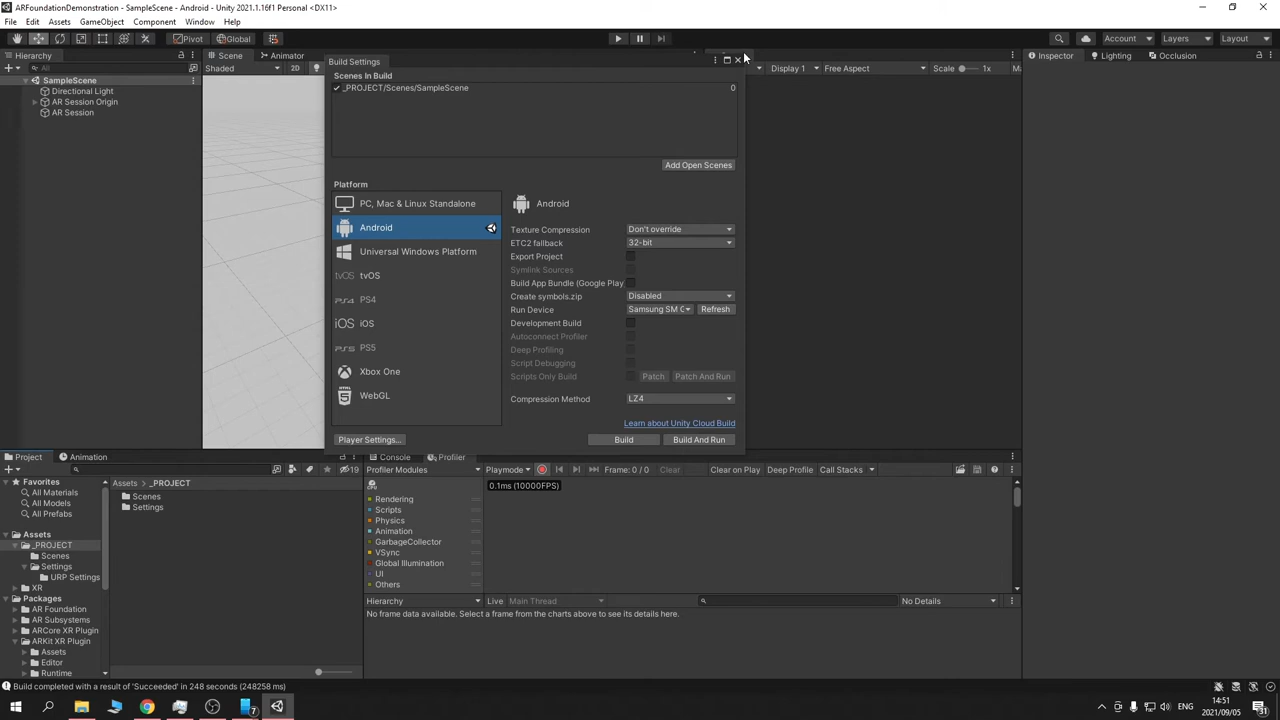 ARFoundationDemonstration - SampleScene - Android - Unity 2021.1.16f1 Personal <DX11>
File Edit Assets GameObject Component Window Help
Pivot Global Account Layers Layout
Hierarchy Scene Animator Inspector Lighting Occlusion
All
Shaded 2D Display 1 Free Aspect Scale 1x
SampleScene
Directional Light
AR Session Origin
AR Session
Build Settings
Scenes In Build
_PROJECT/Scenes/SampleScene 0
Add Open Scenes
Platform
PC, Mac & Linux Standalone
Android
Universal Windows Platform
tvOS tvOS
PS4
iOS iOS
PS5
Xbox One
WebGL
Android
Texture Compression Don't override
ETC2 fallback 32-bit
Export Project
Symlink Sources
Build App Bundle (Google Play
Create symbols.zip Disabled
Run Device Samsung SM Refresh
Development Build
Autoconnect Profiler
Deep Profiling
Script Debugging
Scripts Only Build Patch Patch And Run
Compression Method LZ4
Learn about Unity Cloud Build
Player Settings... Build Build And Run
Project Animation
19
Favorites
All Materials
All Models
All Prefabs
Assets
_PROJECT
Scenes
Settings
URP Settings
XR
Packages
AR Foundation
AR Subsystems
ARCore XR Plugin
ARKit XR Plugin
Assets
Editor
Runtime
Assets > _PROJECT
Scenes
Settings
Console Profiler
Profiler Modules Playmode Frame: 0 / 0 Clear Clear on Play Deep Profile Call Stacks
CPU
0.1ms (10000FPS)
Rendering
Scripts
Physics
Animation
GarbageCollector
VSync
Global Illumination
UI
Others
Hierarchy Live Main Thread No Details
No frame data available. Select a frame from the charts above to see its details here.
Build completed with a result of 'Succeeded' in 248 seconds (248258 ms)
7
ENG
14:51
2021/09/05
31